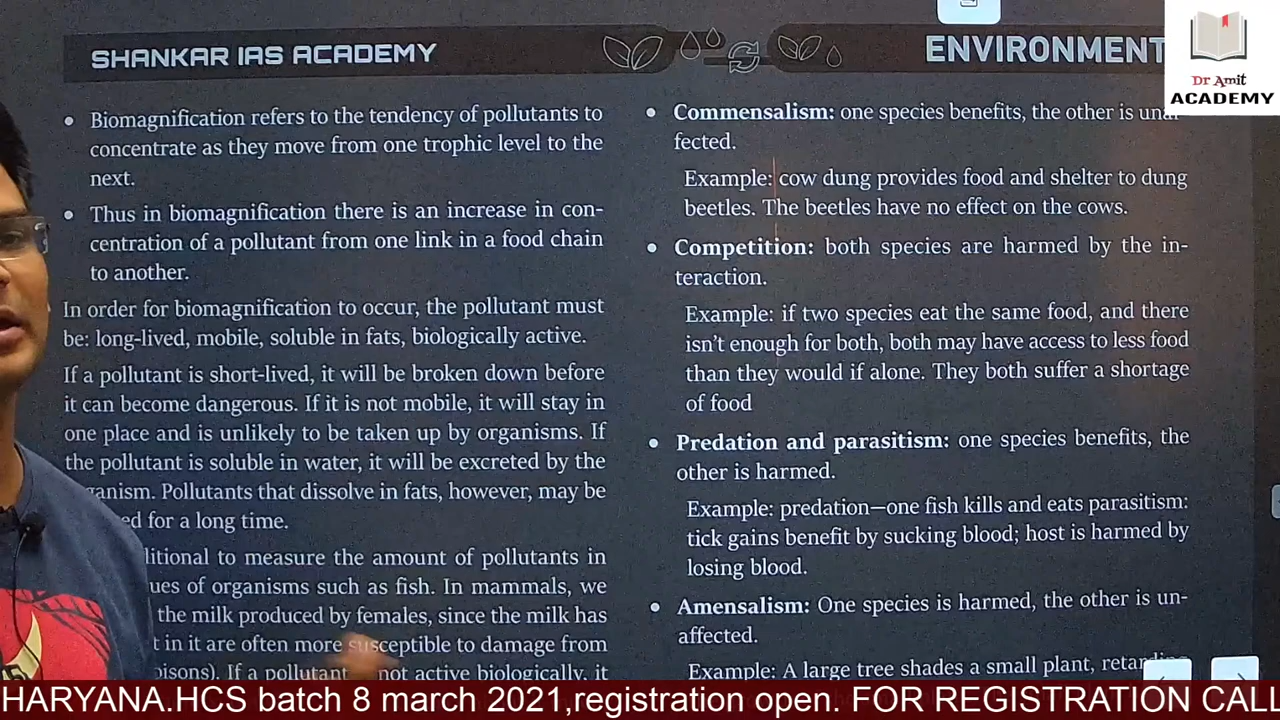 SHANKAR IAS ACADEMY
ENVIRONMENT
Dr Amit
ACADEMY
• Biomagnification refers to the tendency of pollutants to
concentrate as they move from one trophic level to the
next.
• Thus in biomagnification there is an increase in con-
centration of a pollutant from one link in a food chain
to another.
In order for biomagnification to occur, the pollutant must
be: long-lived, mobile, soluble in fats, biologically active.
If a pollutant is short-lived, it will be broken down before
it can become dangerous. If it is not mobile, it will stay in
one place and is unlikely to be taken up by organisms. If
the pollutant is soluble in water, it will be excreted by the
ganism. Pollutants that dissolve in fats, however, may be
ed for a long time.
ditional to measure the amount of pollutants in
ues of organisms such as fish. In mammals, we
the milk produced by females, since the milk has
t in it are often more susceptible to damage from
oisons). If a pollutant not active biologically, it
• Commensalism: one species benefits, the other is unaf
fected.
Example: cow dung provides food and shelter to dung
beetles. The beetles have no effect on the cows.
• Competition: both species are harmed by the in-
teraction.
Example: if two species eat the same food, and there
isn't enough for both, both may have access to less food
than they would if alone. They both suffer a shortage
of food
• Predation and parasitism: one species benefits, the
other is harmed.
Example: predation—one fish kills and eats parasitism:
tick gains benefit by sucking blood; host is harmed by
losing blood.
• Amensalism: One species is harmed, the other is un-
affected.
Example: A large tree shades a small plant, retarding
HARYANA.HCS batch 8 march 2021,registration open. FOR REGISTRATION CALL